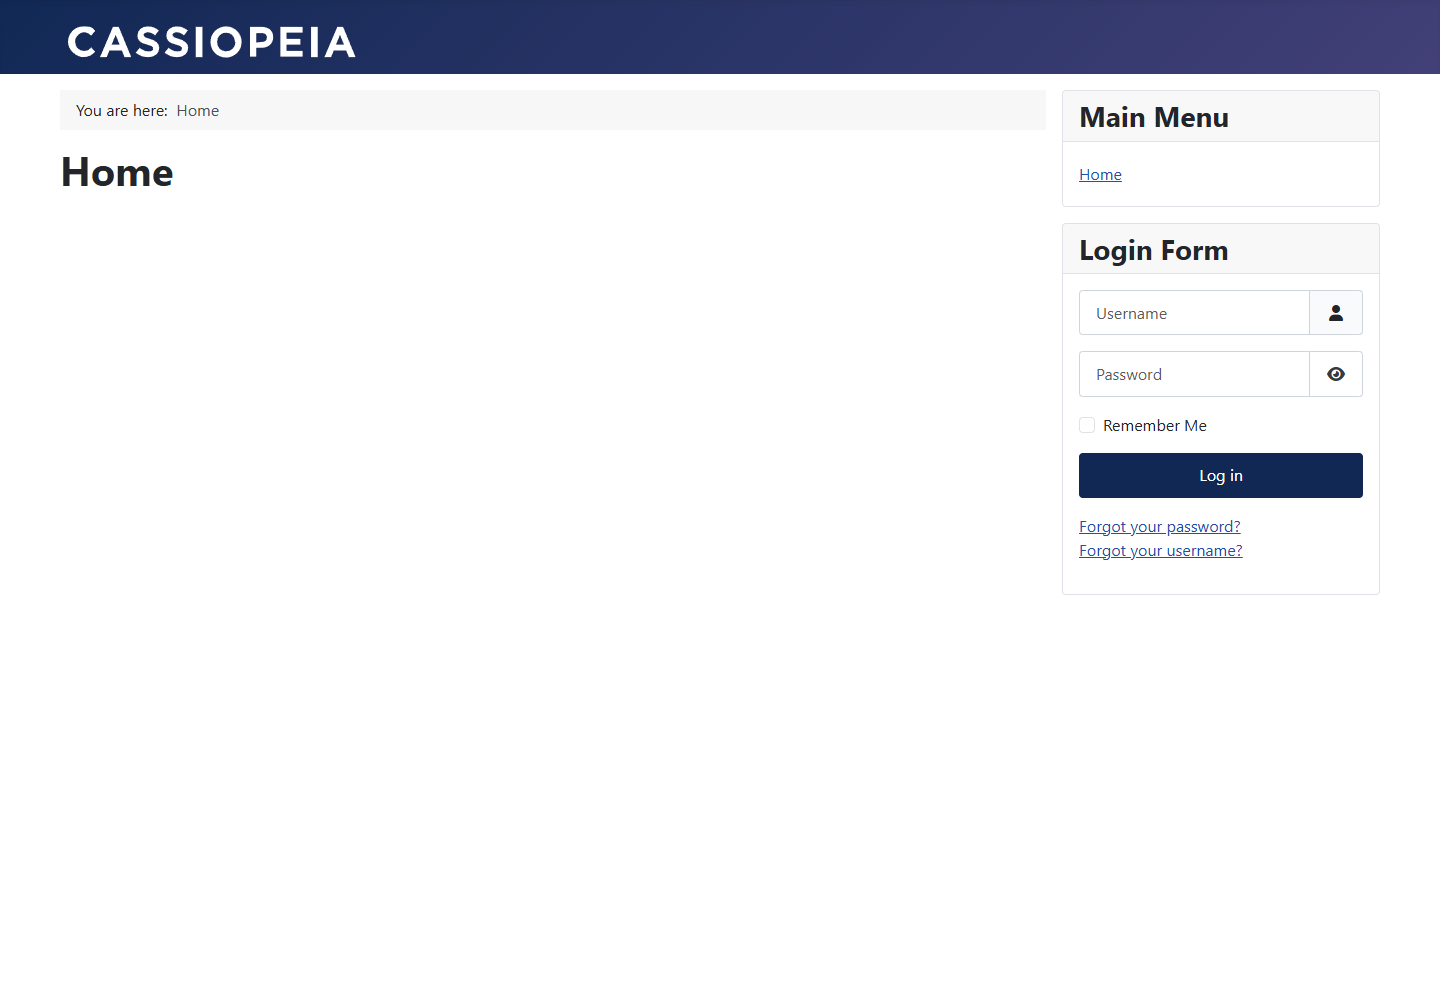 CASSIOPEIA
You are here: Home
Home
Main Menu
Home
Login Form
Username
Password
Remember Me
Log in
Forgot your password?
Forgot your username?